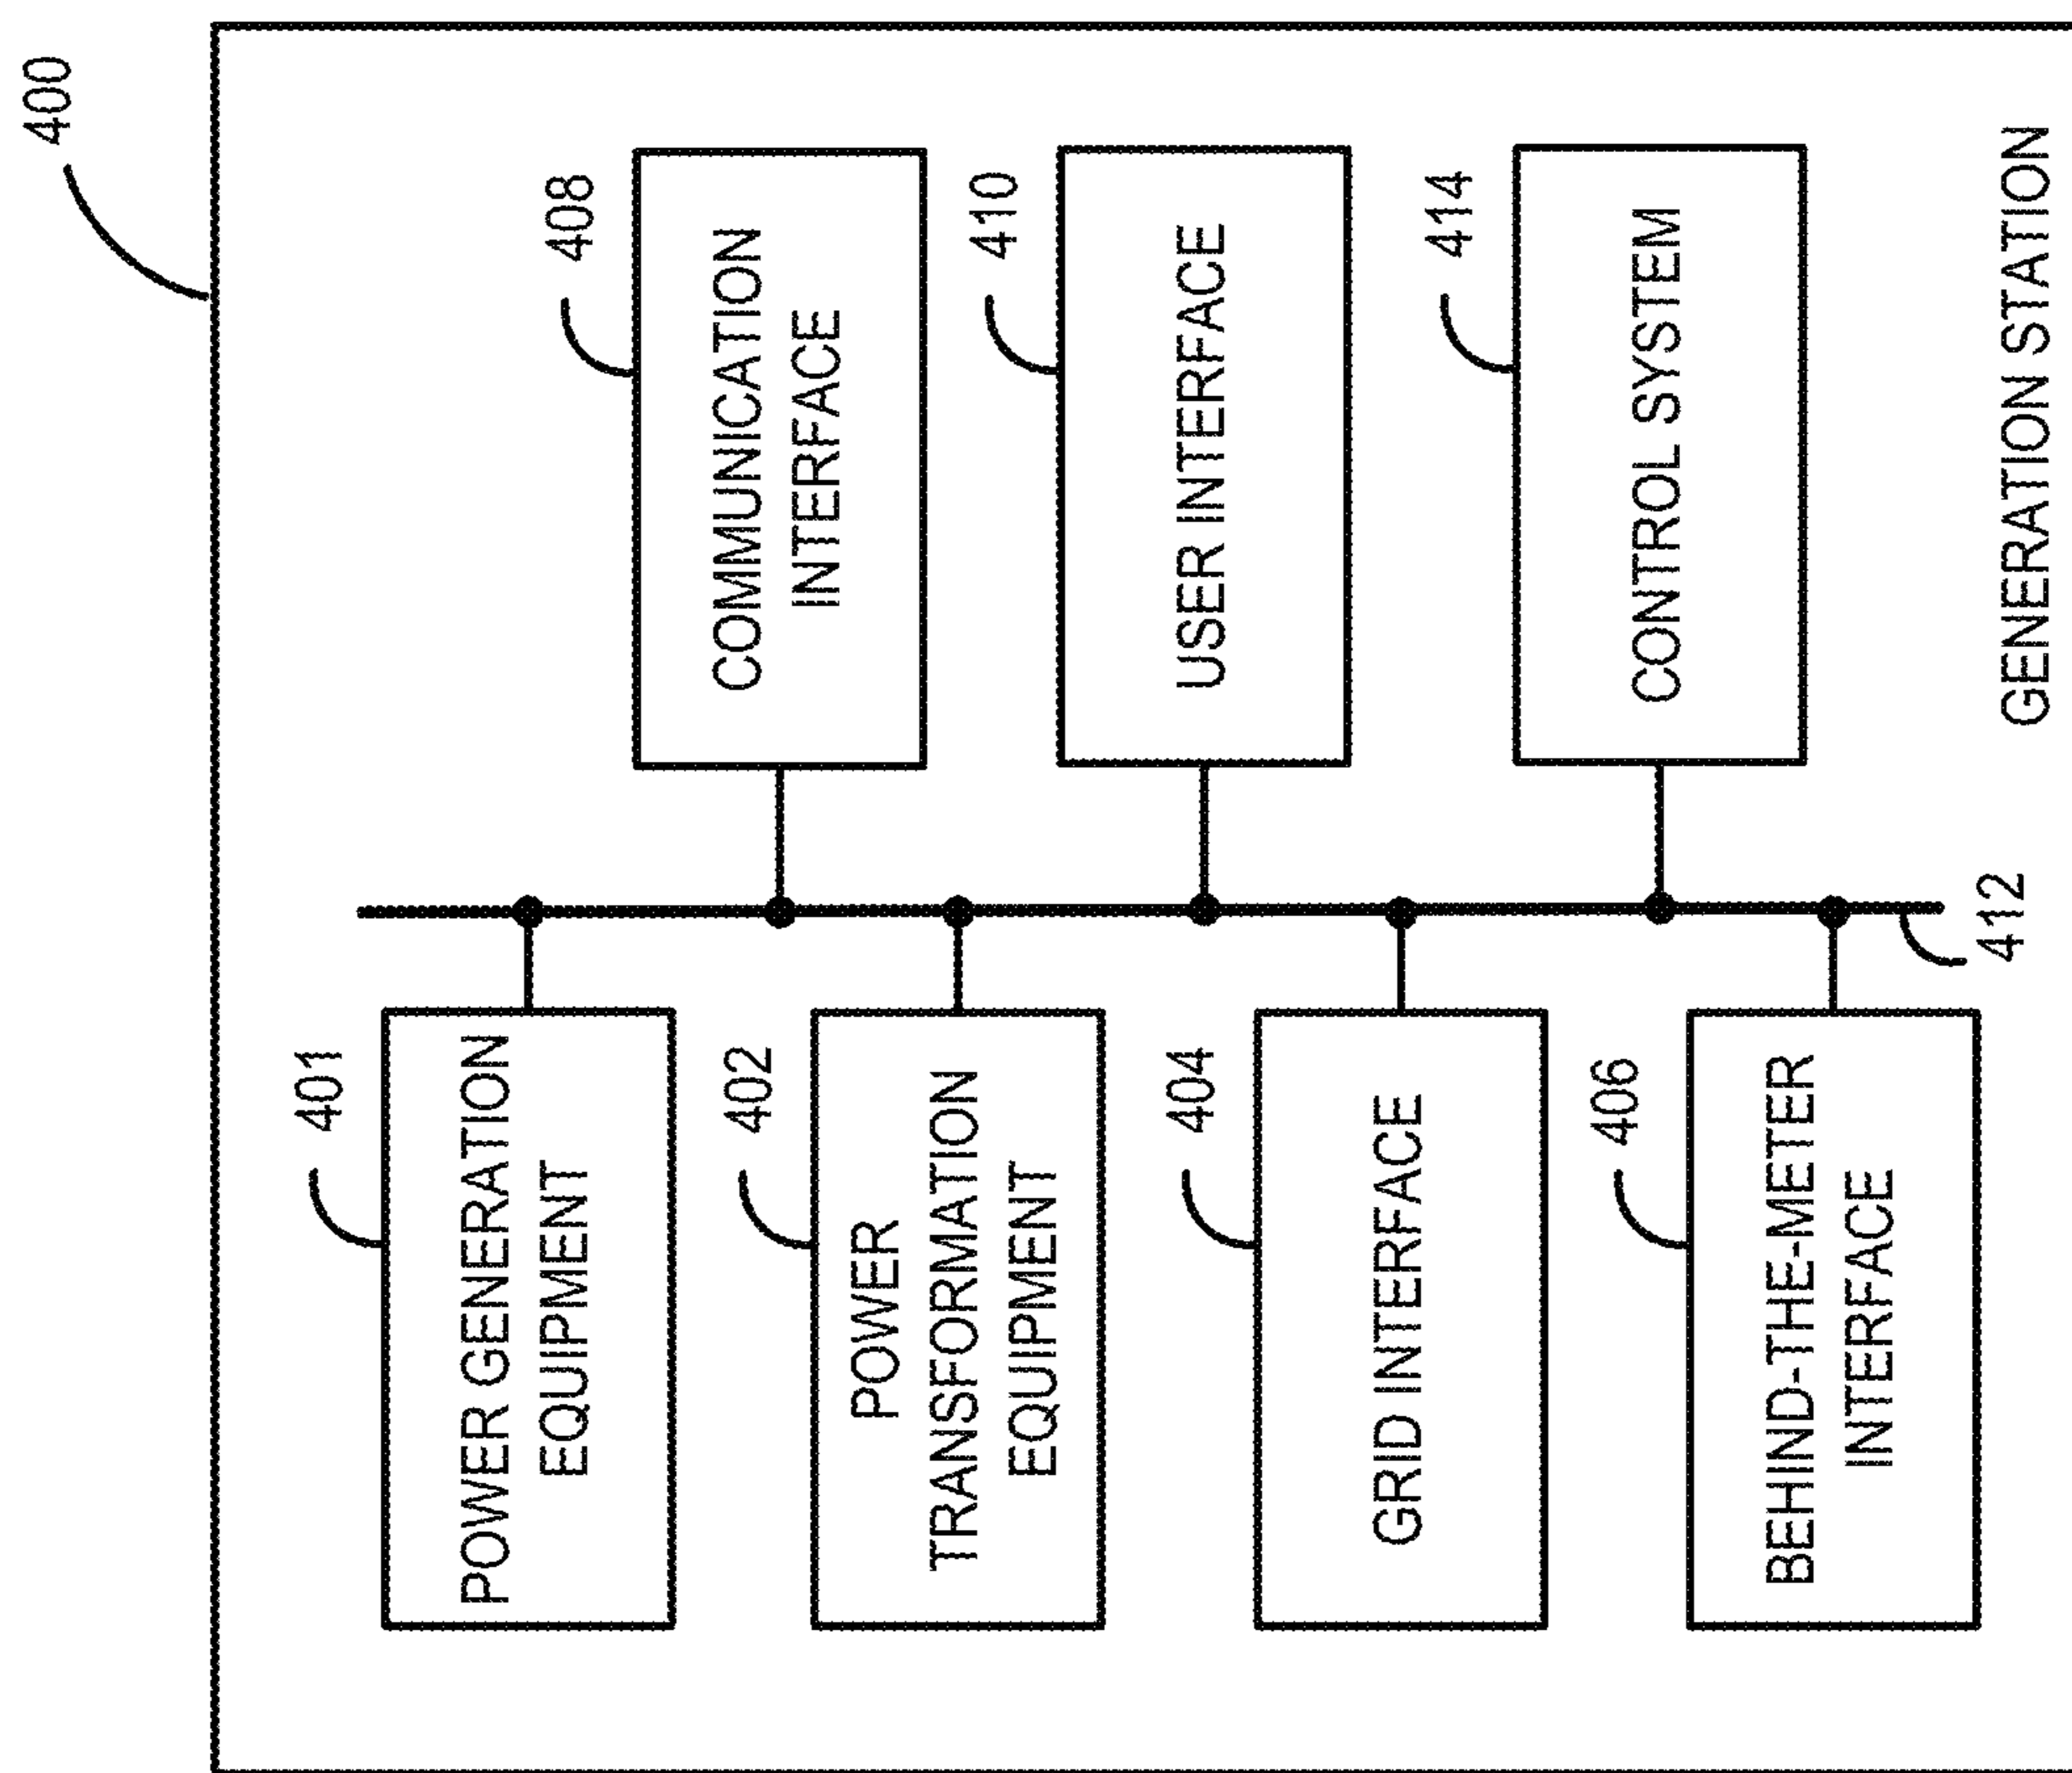 400
401
POWER GENERATION
EQUIPMENT
408
COMMUNICATION
INTERFACE
402
POWER
TRANSFORMATION
EQUIPMENT
410
USER INTERFACE
404
GRID INTERFACE
414
CONTROL SYSTEM
406
BEHIND-THE-METER
INTERFACE
412
GENERATION STATION